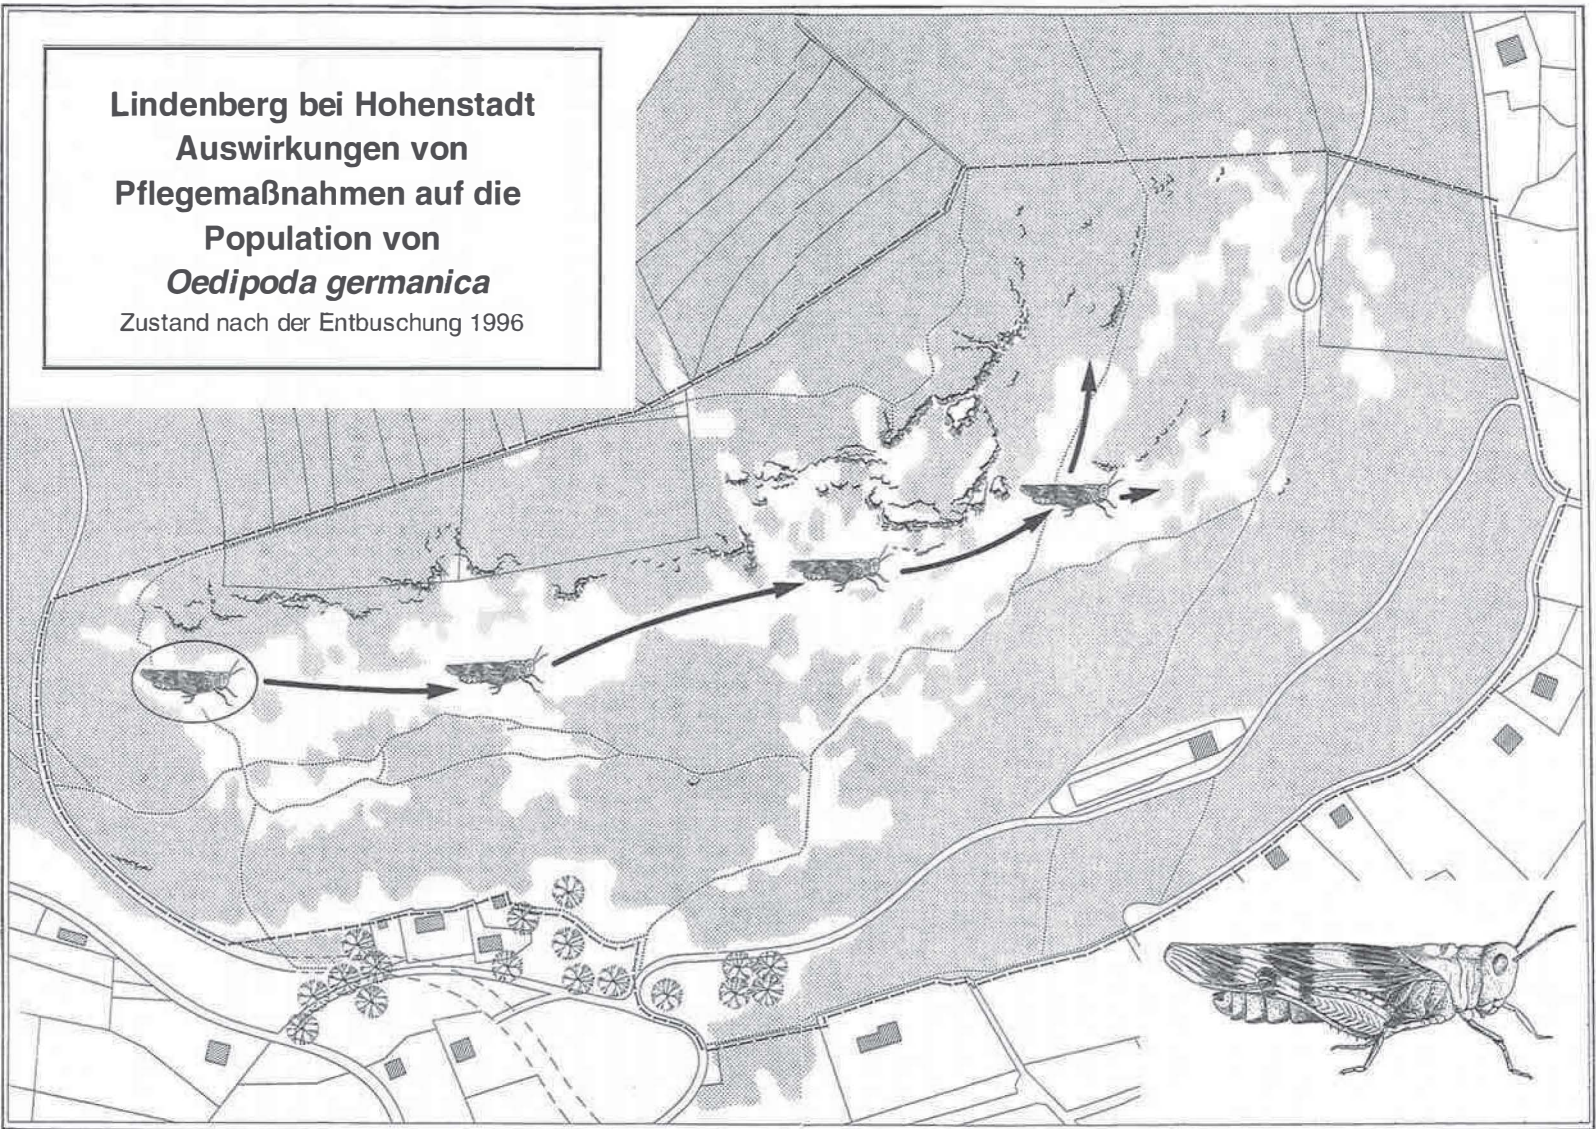 Lindenberg bei Hohenstadt
Auswirkungen von
Pflegemaßnahmen auf die
Population von
Oedipoda germanica
Zustand nach der Entbuschung 1996